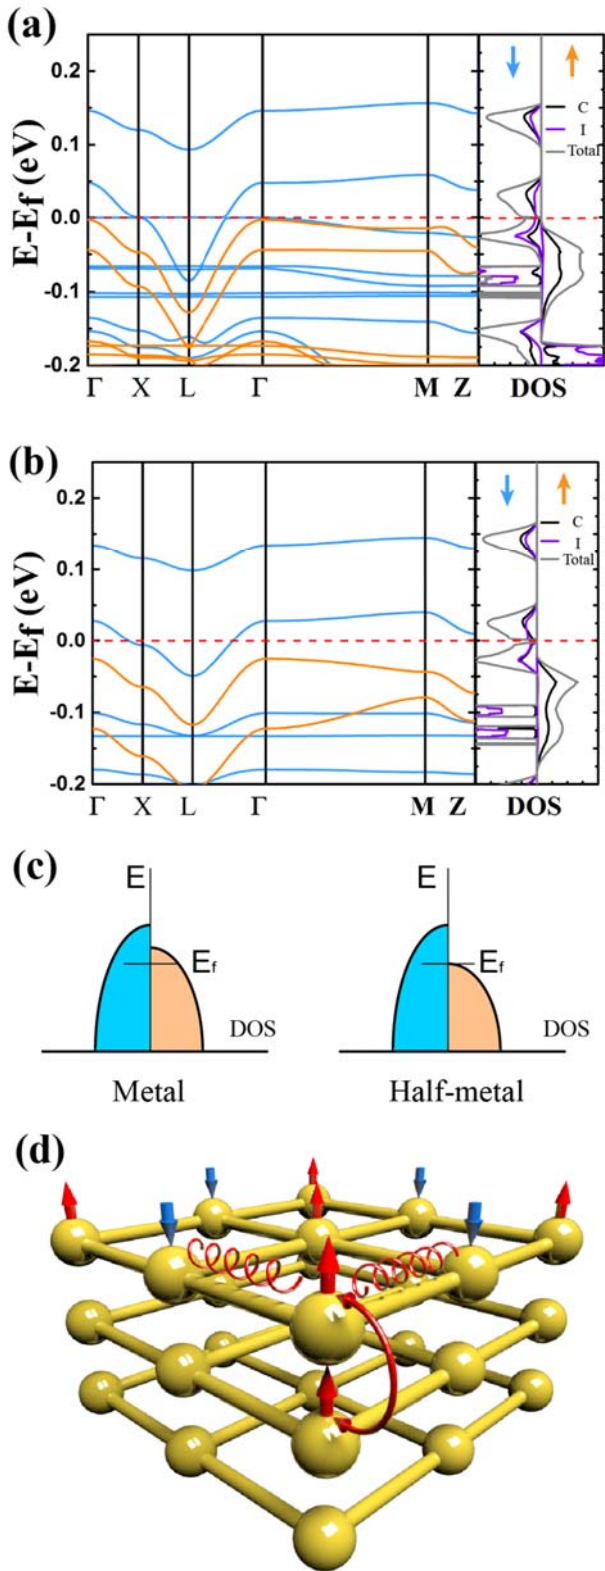 (a)
E-Ef (eV)
0.2
0.1
0.0
-0.1
-0.2
Γ X L Γ M Z DOS
C
I
Total
(b)
E-Ef (eV)
0.2
0.1
0.0
-0.1
-0.2
Γ X L Γ M Z DOS
C
I
Total
(c)
E E
Ef Ef
DOS DOS
Metal Half-metal
(d)